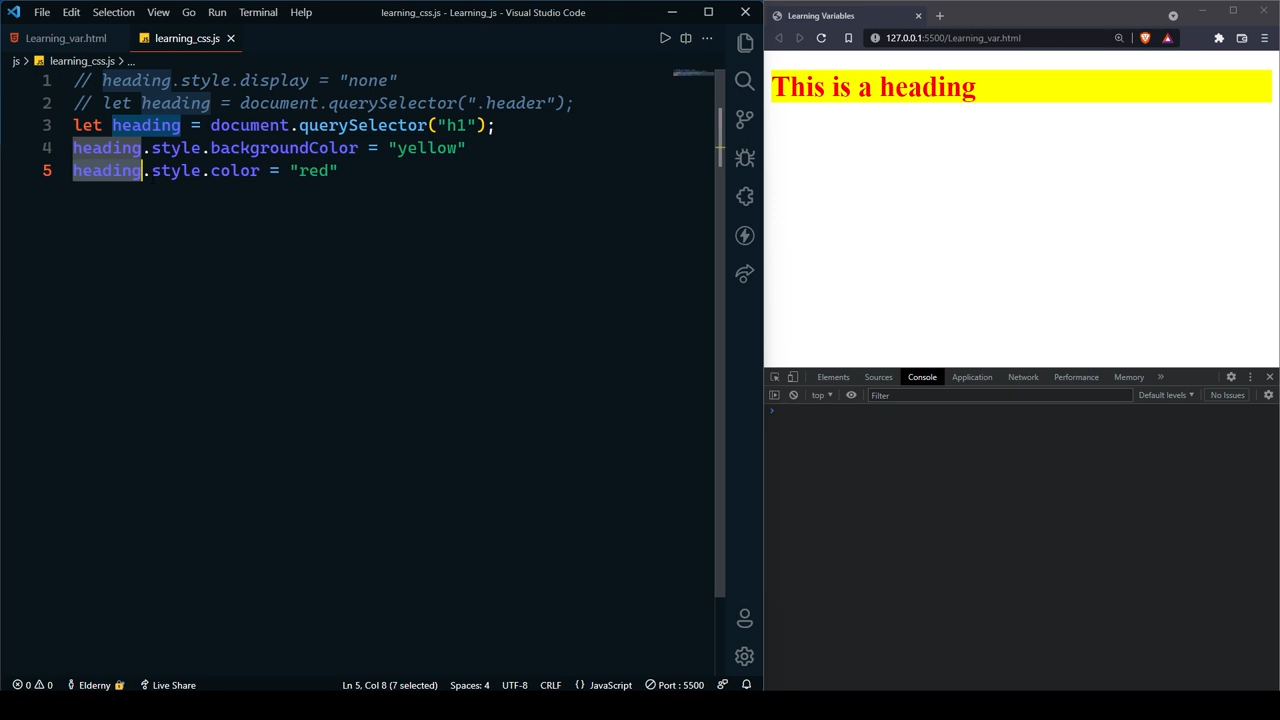 File Edit Selection View Go Run Terminal Help learning_css.js - Learning_js - Visual Studio Code
Learning_var.html JS learning_css.js
js > JS learning_css.js > ...
1 // heading.style.display = "none"
2 // let heading = document.querySelector(".header");
3 let heading = document.querySelector("h1");
4 heading.style.backgroundColor = "yellow"
5 heading.style.color = "red"
0 0 Elderny Live Share Ln 5, Col 8 (7 selected) Spaces: 4 UTF-8 CRLF {} JavaScript Port : 5500
Learning Variables
127.0.0.1:5500/Learning_var.html
This is a heading
Elements Sources Console Application Network Performance Memory »
top Filter Default levels No Issues